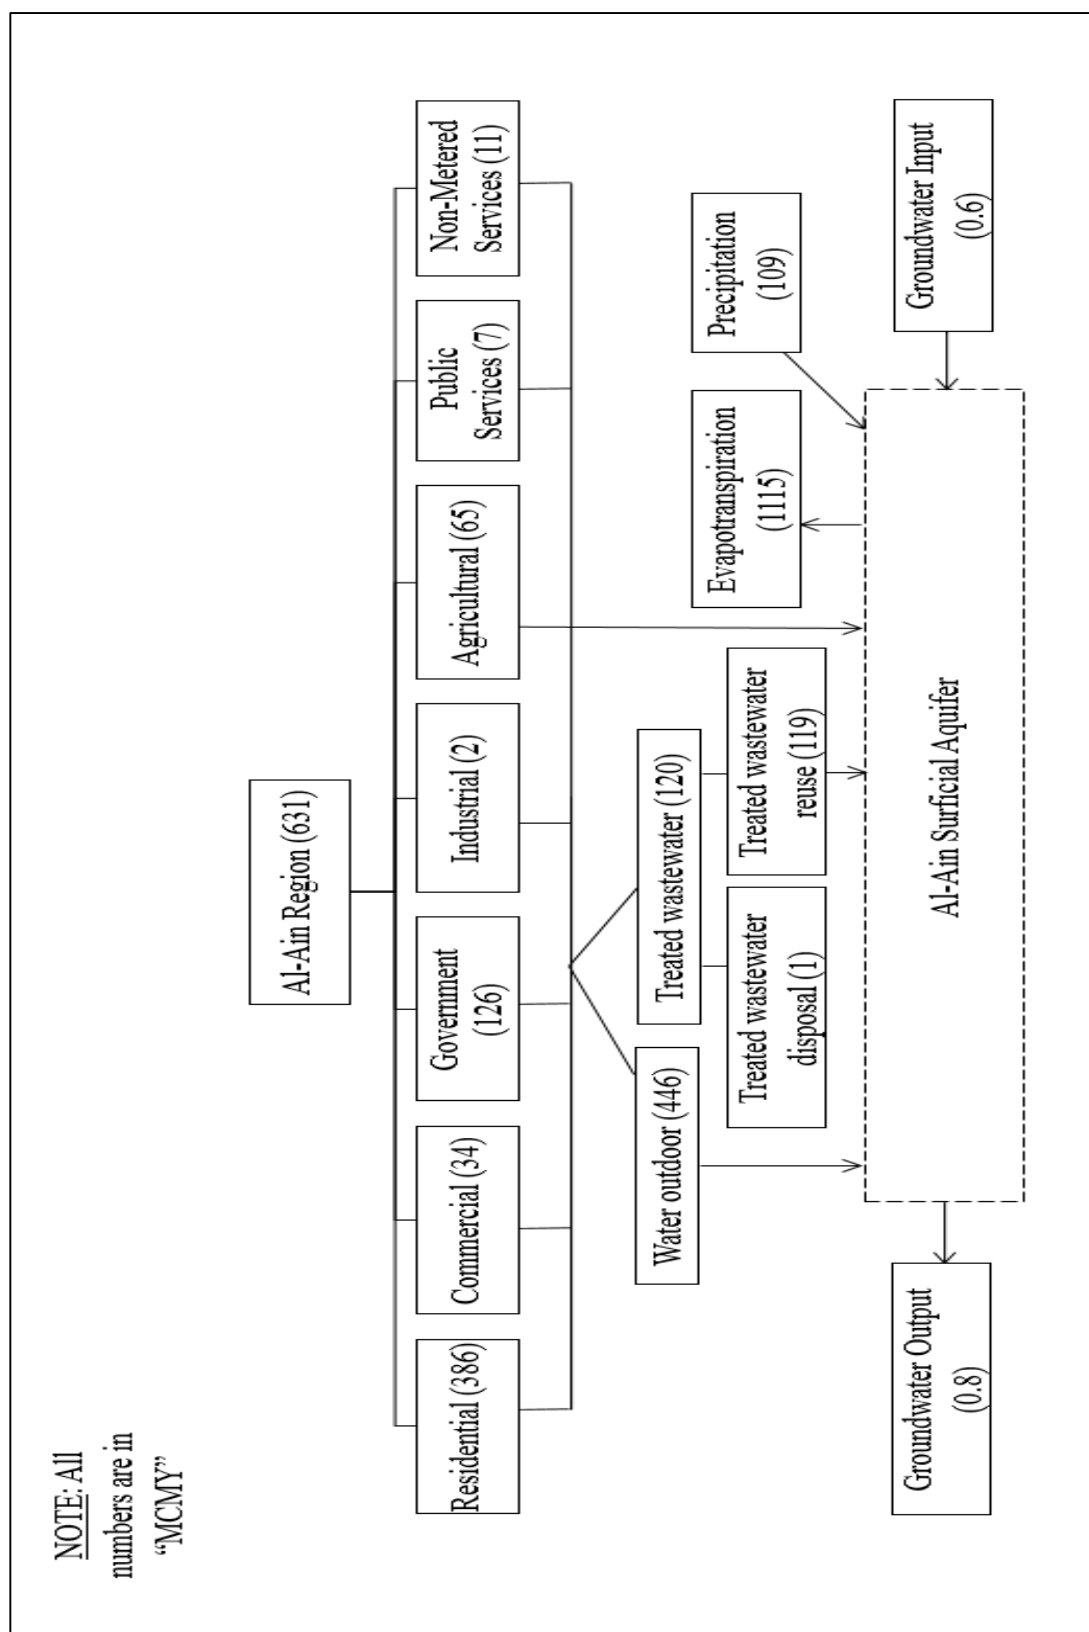 NOTE: All
numbers are in
“MCMY”
Al-Ain Region (631)
Residential (386)
Commercial (34)
Government
(126)
Industrial (2)
Agricultural (65)
Public
Services (7)
Non-Metered
Services (11)
Water outdoor (446)
Treated wastewater (120)
Treated wastewater
disposal (1)
Treated wastewater
reuse (119)
Evapotranspiration
(1115)
Precipitation
(109)
Groundwater Output
(0.8)
Al-Ain Surficial Aquifer
Groundwater Input
(0.6)